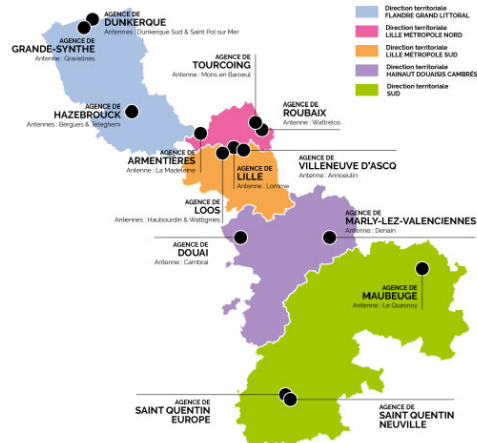 AGENCE DE
DUNKERQUE
Antennes : Dunkerque Sud & Saint Pol sur Mer
AGENCE DE
GRANDE-SYNTHE
Antenne : Gravelines
AGENCE DE
HAZEBROUCK
Antennes : Bergues & Teteghem
AGENCE DE
TOURCOING
Antenne : Mons en Baroeul
Direction territoriale
FLANDRE GRAND LITTORAL
Direction territoriale
LILLE MÉTROPOLE NORD
Direction territoriale
LILLE MÉTROPOLE SUD
Direction territoriale
HAINAUT DOUAISIS CAMBRÉS
Direction territoriale
SUD
AGENCE DE
ROUBAIX
Antenne : Wattrelos
AGENCE DE
ARMENTIÈRES
Antenne : La Madeleine
AGENCE DE
VILLENEUVE D'ASCQ
Antenne : Annoeulin
AGENCE DE
LILLE
Antenne : Lomme
AGENCE DE
LOOS
Antennes : Haubourdin & Wattignies
AGENCE DE
MARLY-LEZ-VALENCIENNES
Antenne : Denain
AGENCE DE
DOUAI
Antenne : Cambrai
AGENCE DE
MAUBEUGE
Antenne : Le Quesnoy
AGENCE DE
SAINT QUENTIN
EUROPE
AGENCE DE
SAINT QUENTIN
NEUVILLE